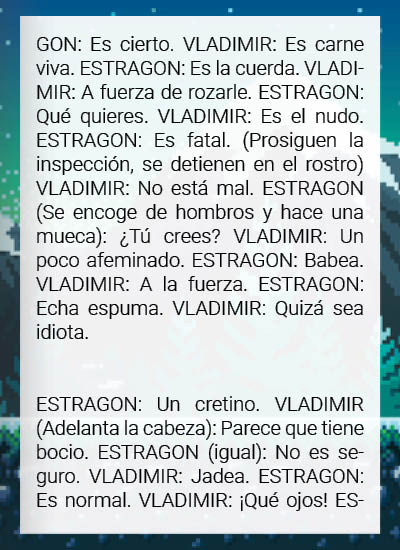 GON: Es cierto. VLADIMIR: Es carne
viva. ESTRAGON: Es la cuerda. VLADI-
MIR: A fuerza de rozarle. ESTRAGON:
Qué quieres. VLADIMIR: Es el nudo.
ESTRAGON: Es fatal. (Prosiguen la
inspección, se detienen en el rostro)
VLADIMIR: No está mal. ESTRAGON
(Se encoge de hombros y hace una
mueca): ¿Tú crees? VLADIMIR: Un
poco afeminado. ESTRAGON: Babea.
VLADIMIR: A la fuerza. ESTRAGON:
Echa espuma. VLADIMIR: Quizá sea
idiota.
ESTRAGON: Un cretino. VLADIMIR
(Adelanta la cabeza): Parece que tiene
bocio. ESTRAGON (igual): No es se-
guro. VLADIMIR: Jadea. ESTRAGON:
Es normal. VLADIMIR: ¡Qué ojos! ES-